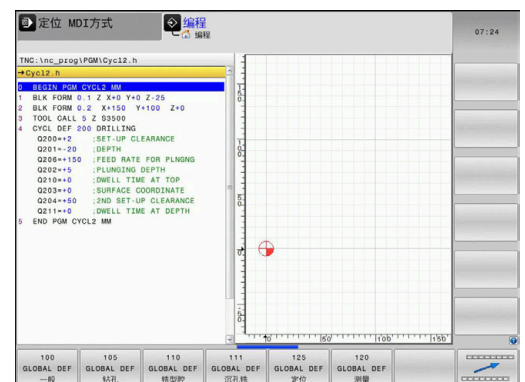 定位 MDI方式
编程
编程
07:24
TNC:\nc_prog\PGM\Cycl2.h
→Cycl2.h
0 BEGIN PGM CYCL2 MM
1 BLK FORM 0.1 Z X+0 Y+0 Z-25
2 BLK FORM 0.2 X+150 Y+100 Z+0
3 TOOL CALL 5 Z S3500
4 CYCL DEF 200 DRILLING
Q200=+2 ;SET-UP CLEARANCE
Q201=-20 ;DEPTH
Q206=+150 ;FEED RATE FOR PLNGNG
Q202=+5 ;PLUNGING DEPTH
Q210=+0 ;DWELL TIME AT TOP
Q203=+0 ;SURFACE COORDINATE
Q204=+50 ;2ND SET-UP CLEARANCE
Q211=+0 ;DWELL TIME AT DEPTH
5 END PGM CYCL2 MM
0 50 100 150
100 GLOBAL DEF 一般
105 GLOBAL DEF 钻孔
110 GLOBAL DEF 铣型腔
111 GLOBAL DEF 沉孔铣
125 GLOBAL DEF 定位
120 GLOBAL DEF 测量